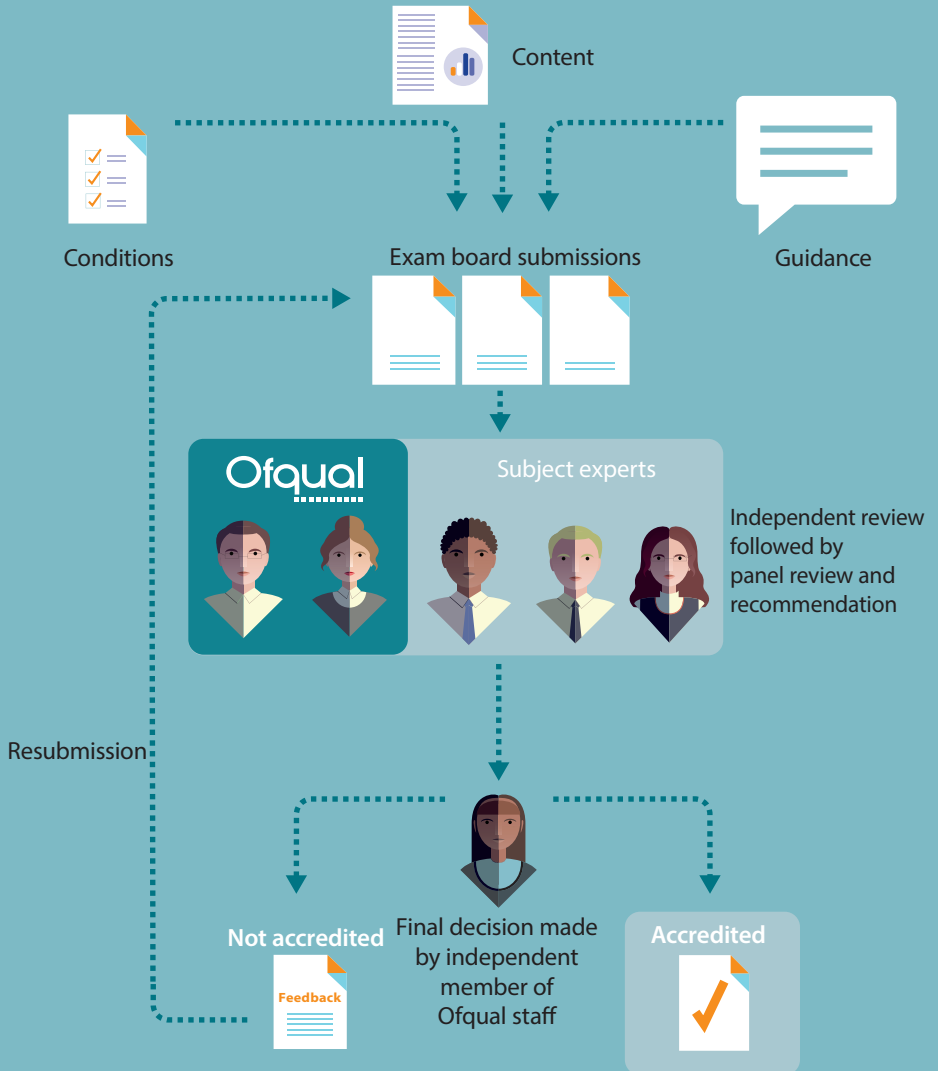 Content
Conditions
Exam board submissions
Guidance
Ofqual
Subject experts
Independent review
followed by
panel review and
recommendation
Resubmission
Not accredited
Feedback
Final decision made
by independent
member of
Ofqual staff
Accredited